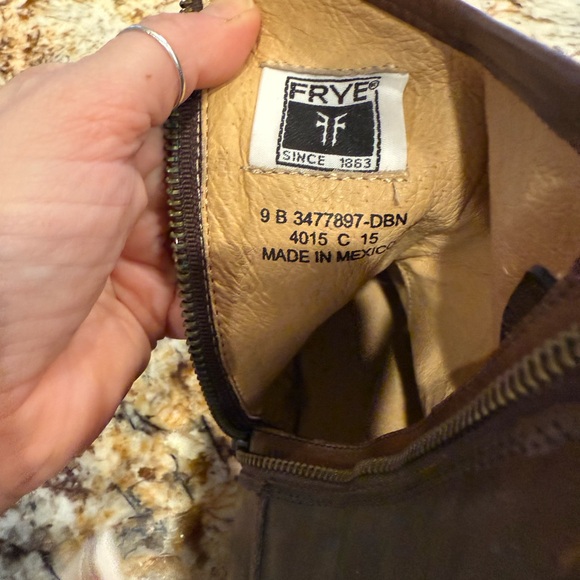 FRYE®
SINCE 1863
9 B 3477897-DBN
4015 C 15
MADE IN MEXICO